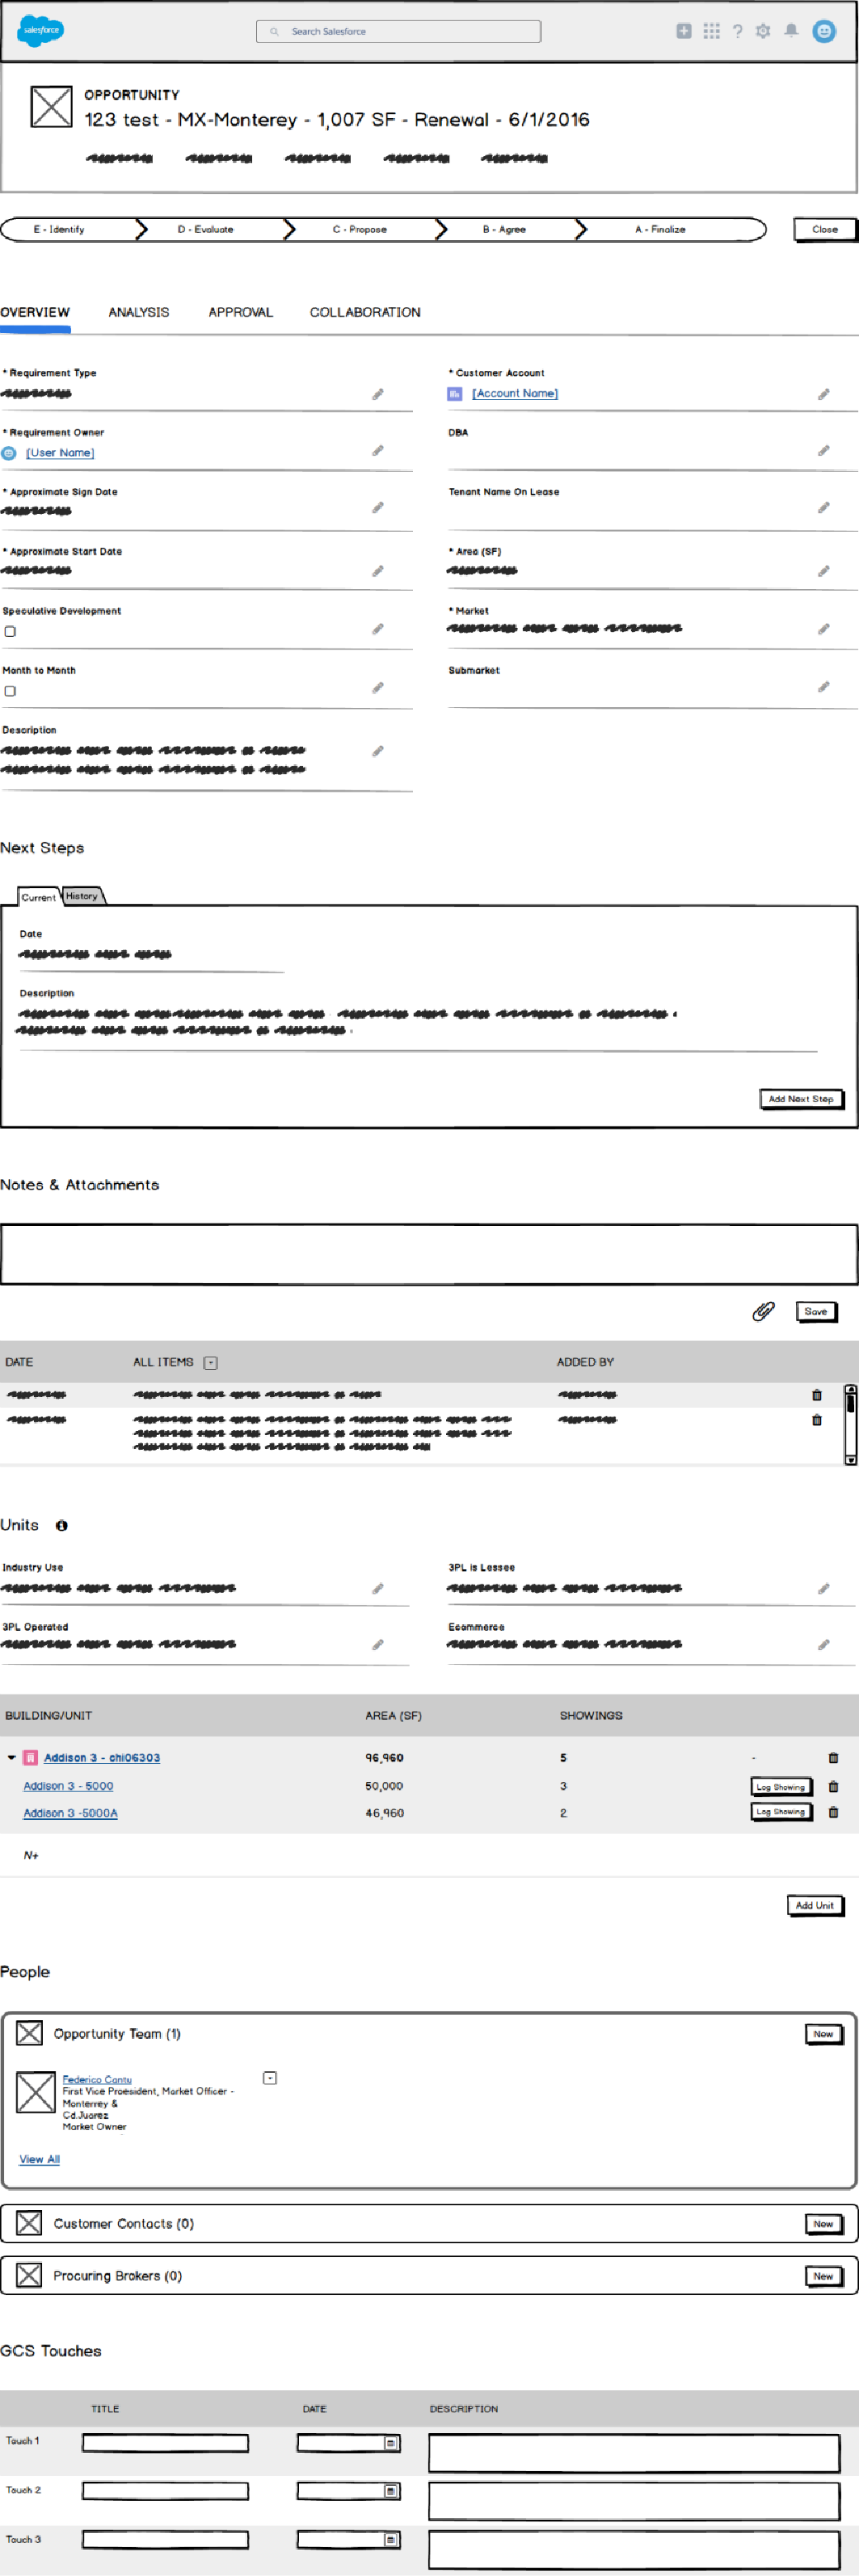 salesforce
Search Salesforce
OPPORTUNITY
123 test - MX-Monterey - 1,007 SF - Renewal - 6/1/2016
E - Identify
D - Evaluate
C - Propose
B - Agree
A - Finalize
Close
OVERVIEW
ANALYSIS
APPROVAL
COLLABORATION
* Requirement Type
* Customer Account
[Account Name]
* Requirement Owner
[User Name]
DBA
* Approximate Sign Date
Tenant Name On Lease
* Approximate Start Date
* Area (SF)
Speculative Development
* Market
Month to Month
Submarket
Description
Next Steps
Current
History
Date
Description
Add Next Step
Notes & Attachments
Save
DATE
ALL ITEMS
ADDED BY
Units
Industry Use
3PL is Lessee
3PL Operated
Ecommerce
BUILDING/UNIT
AREA (SF)
SHOWINGS
Addison 3 - chi06303
96,960
5
-
Addison 3 - 5000
50,000
3
Log Showing
Addison 3 -5000A
46,960
2
Log Showing
N+
Add Unit
People
Opportunity Team (1)
New
Federico Cantu
First Vice Proesident, Market Officer -
Monterrey &
Cd.Juarez
Market Owner
View All
Customer Contacts (0)
New
Procuring Brokers (0)
New
GCS Touches
TITLE
DATE
DESCRIPTION
Touch 1
Touch 2
Touch 3